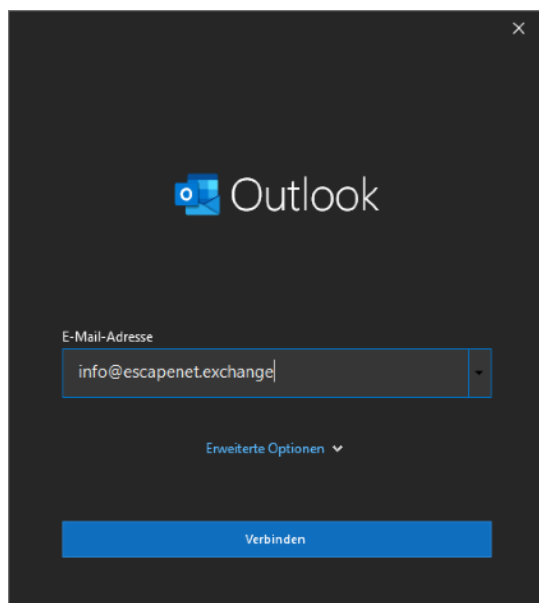 Outlook
E-Mail-Adresse
info@escapenet.exchange
Erweiterte Optionen
Verbinden